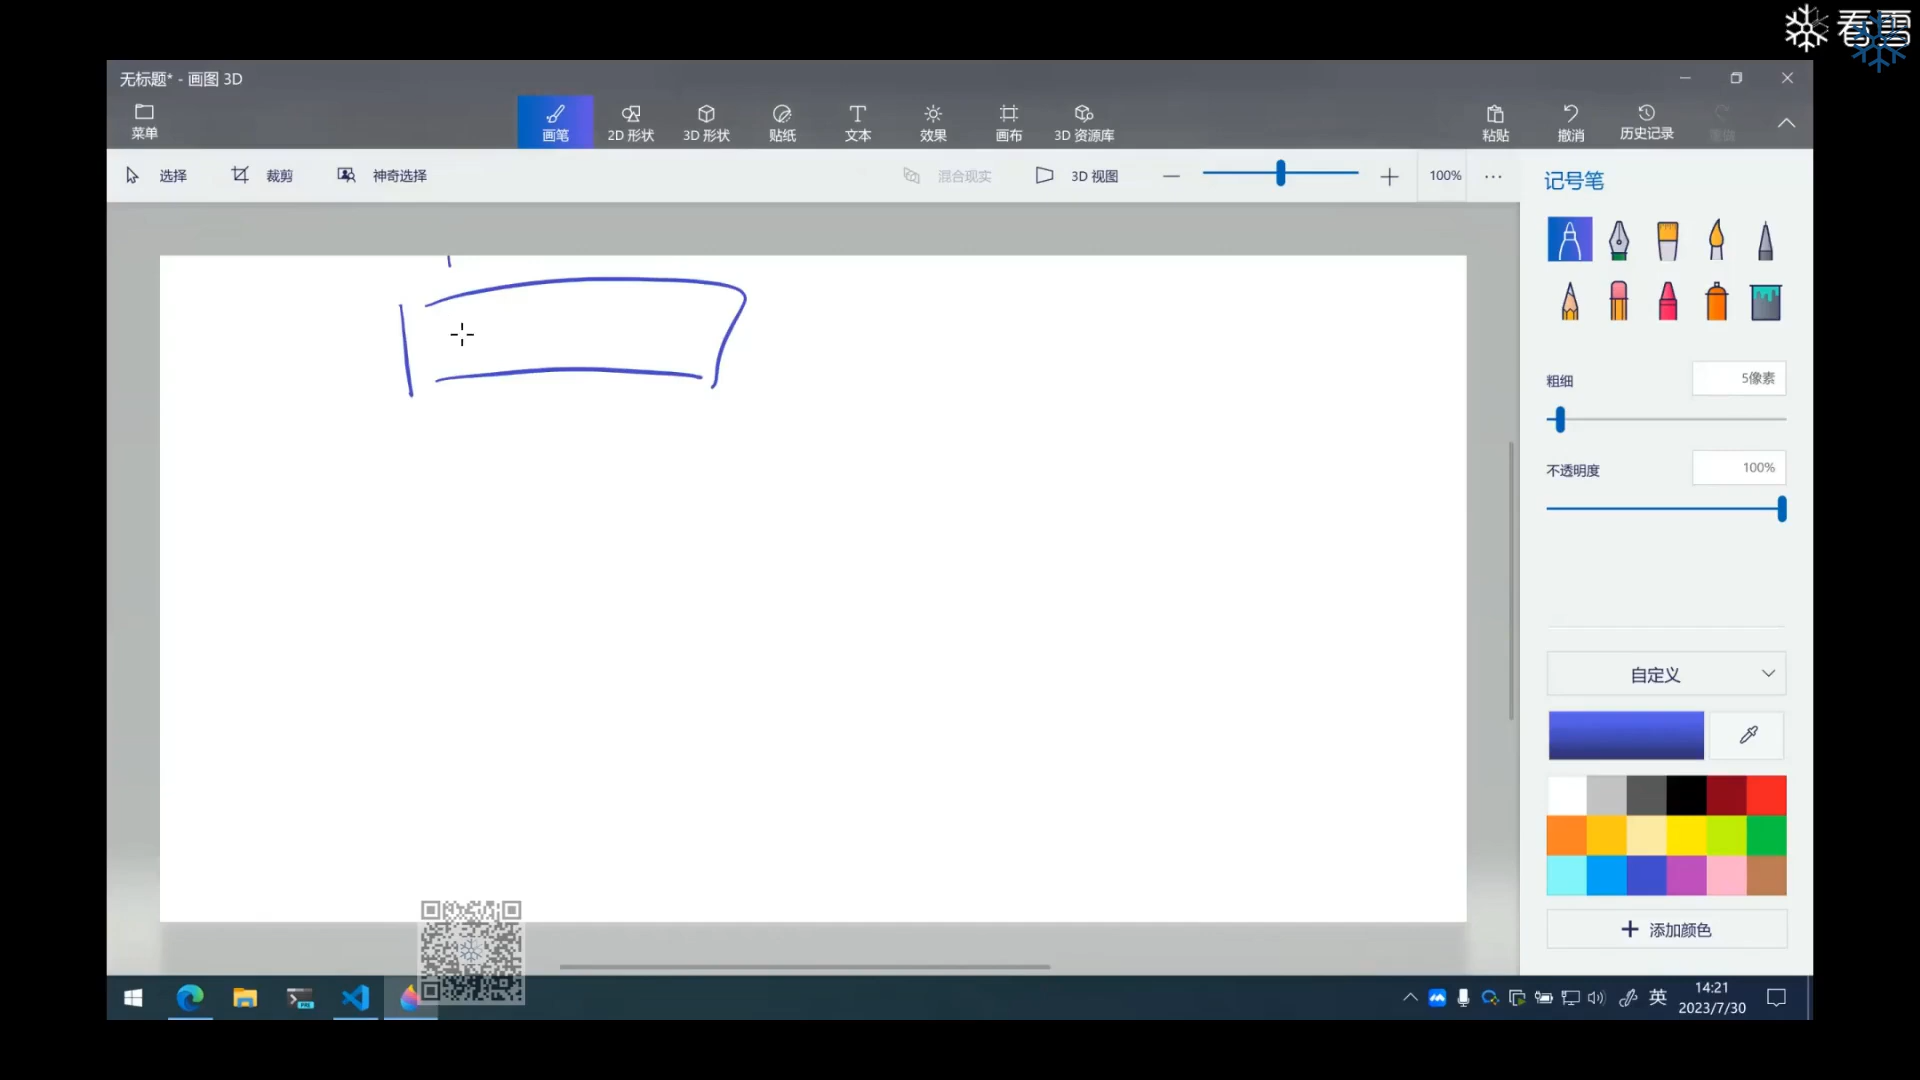 看雪
无标题* - 画图 3D
菜单
画笔
2D 形状
3D 形状
贴纸
文本
效果
画布
3D 资源库
粘贴
撤消
历史记录
选择
裁剪
神奇选择
混合现实
3D 视图
100%
记号笔
粗细
5像素
不透明度
100%
自定义
添加颜色
英
14:21
2023/7/30